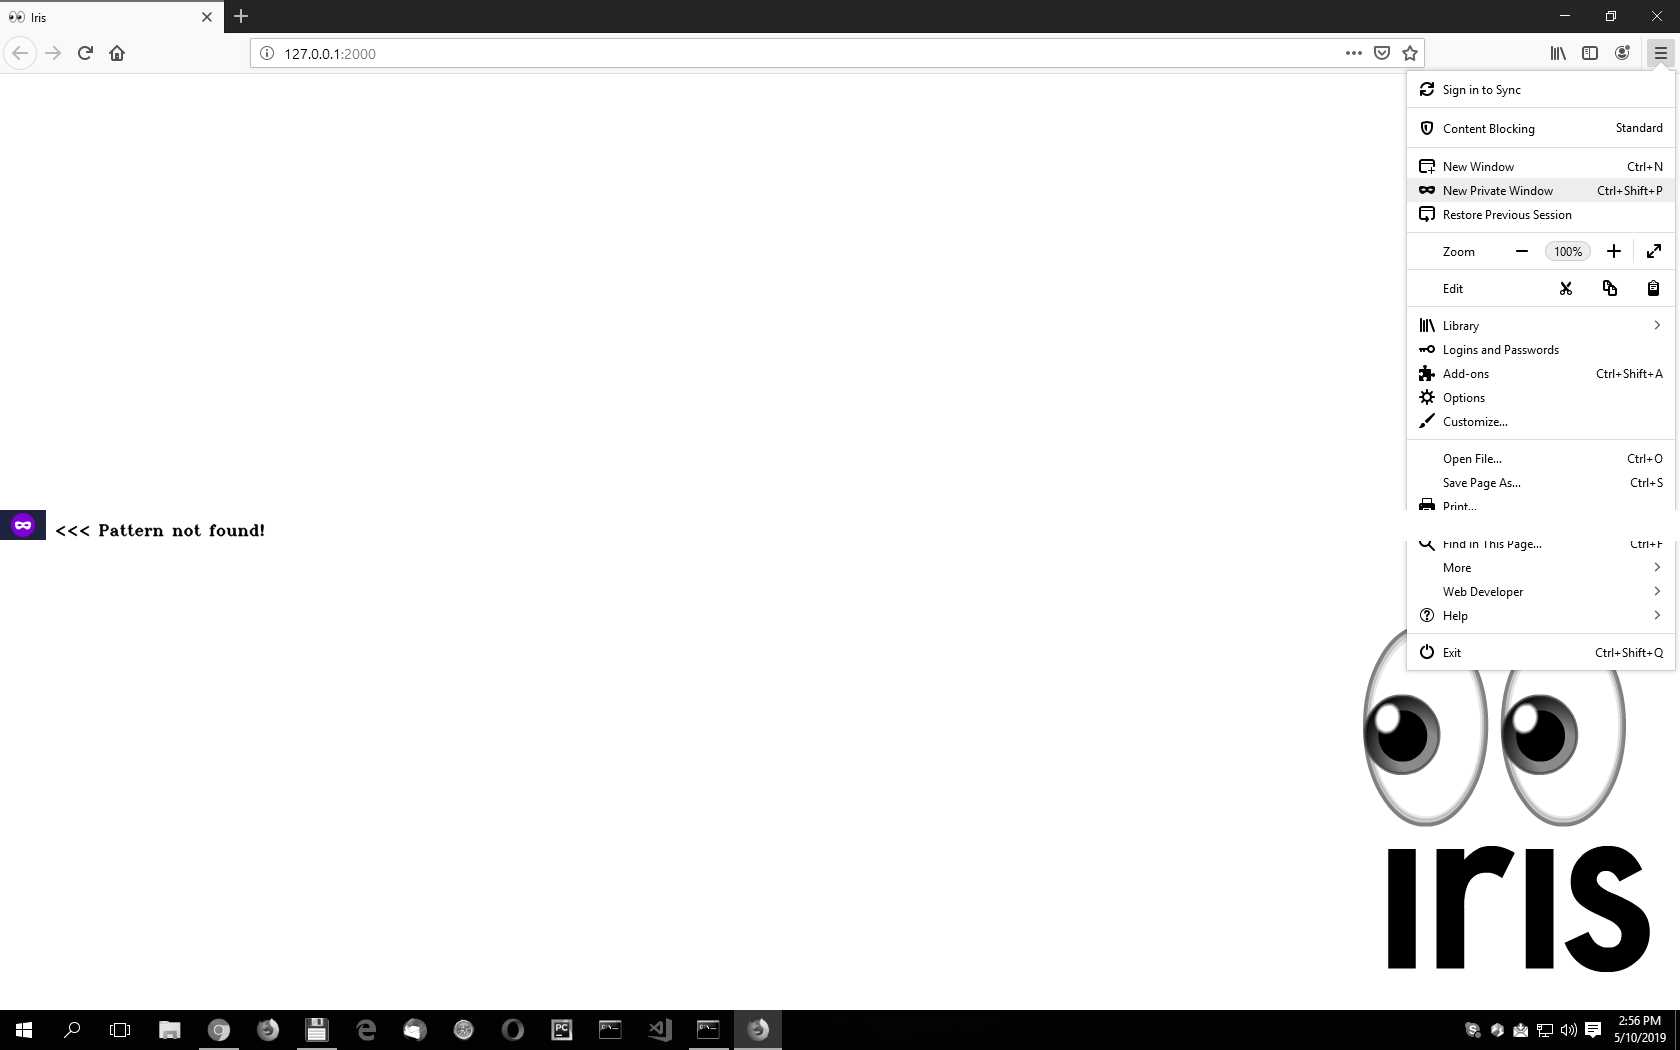 Iris
127.0.0.1:2000
Sign in to Sync
Content Blocking Standard
New Window Ctrl+N
New Private Window Ctrl+Shift+P
Restore Previous Session
Zoom 100%
Edit
Library
Logins and Passwords
Add-ons Ctrl+Shift+A
Options
Customize...
Open File... Ctrl+O
Save Page As... Ctrl+S
Print...
<<< Pattern not found!
Find in This Page... Ctrl+F
More
Web Developer
Help
Exit Ctrl+Shift+Q
iris
PC
2:56 PM
5/10/2019